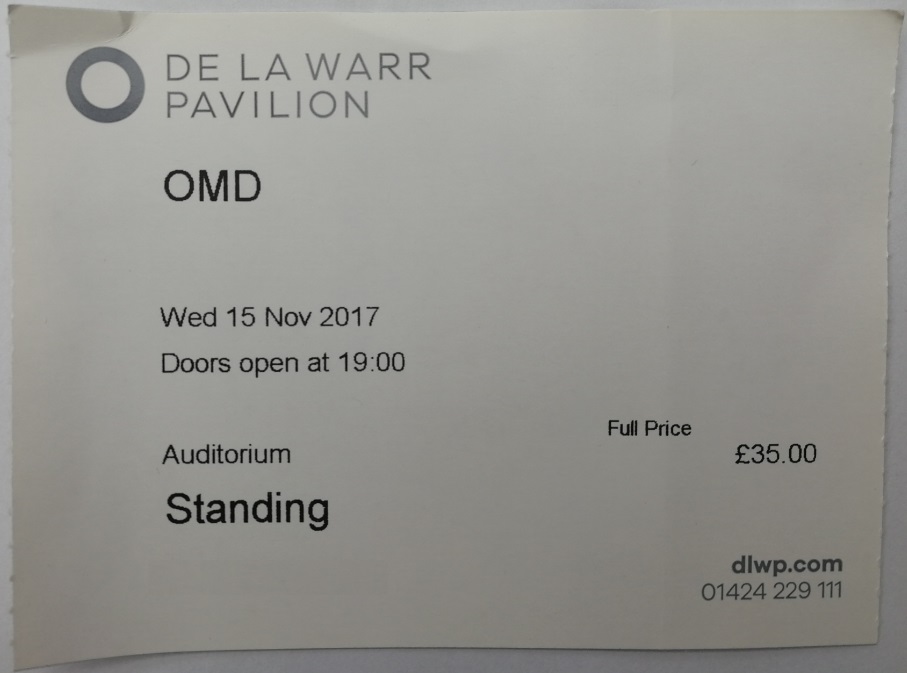 DE LA WARR
PAVILION
OMD
Wed 15 Nov 2017
Doors open at 19:00
Full Price
Auditorium £35.00
Standing
dlwp.com
01424 229 111